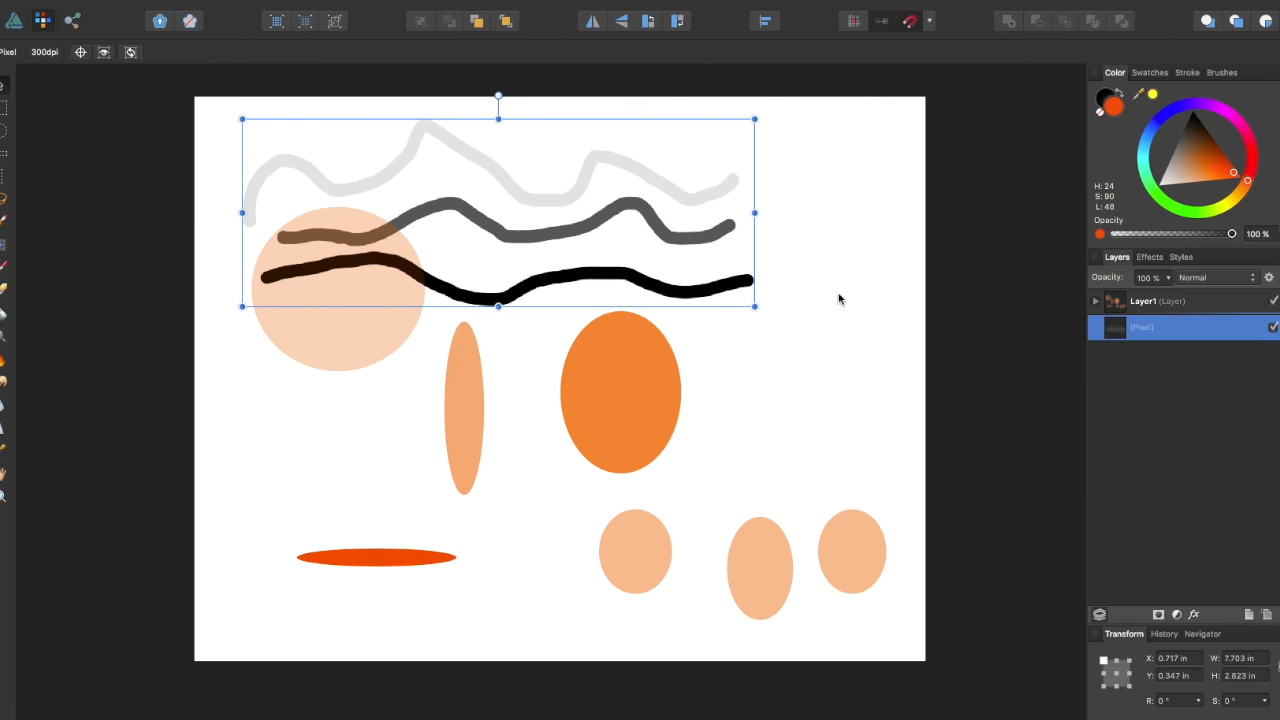 Pixel 300dpi
Color Swatches Stroke Brushes
H: 24
S: 90
L: 48
Opacity
100 %
Layers Effects Styles
Opacity: 100 % Normal
Layer1 (Layer)
(Pixel)
Transform History Navigator
X: 0.717 in W: 7.703 in
Y: 0.347 in H: 2.823 in
R: 0 ° S: 0 °